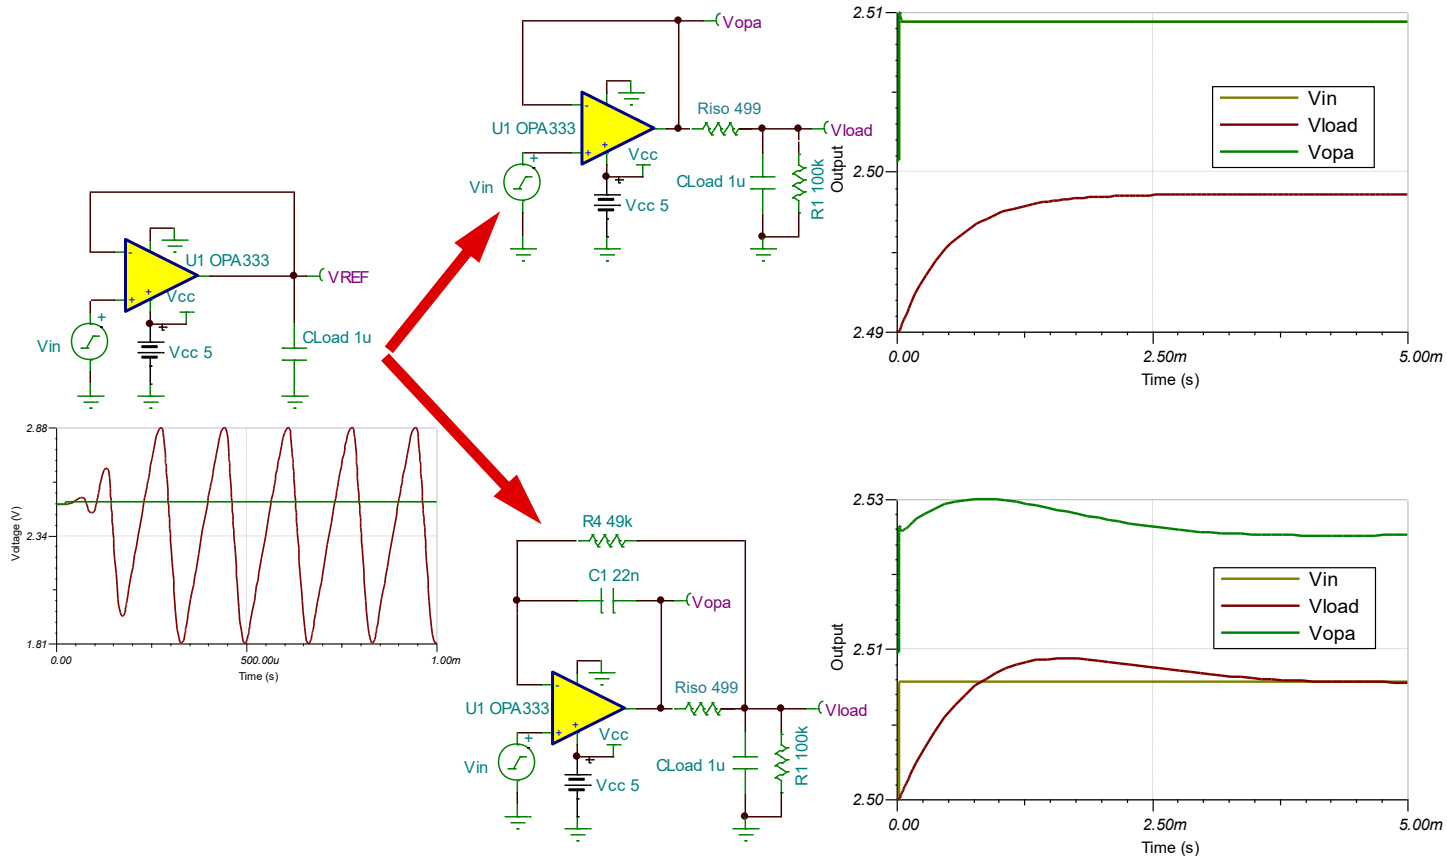 U1 OPA333
VREF
Vcc
Vin
Vcc 5
CLoad 1u
-
+
+
+
+
2.88
2.34
1.81
Voltage (V)
0.00
500.00u
1.00m
Time (s)
Vopa
Riso 499
U1 OPA333
Vload
Vcc
Vin
CLoad 1u
R1 100k
Vcc 5
-
+
+
+
+
2.51
2.50
2.49
Output
Vin
Vload
Vopa
0.00
2.50m
5.00m
Time (s)
R4 49k
C1 22n
Vopa
Riso 499
U1 OPA333
Vload
Vcc
Vin
CLoad 1u
R1 100k
Vcc 5
-
+
+
+
+
2.53
2.51
2.50
Output
Vin
Vload
Vopa
0.00
2.50m
5.00m
Time (s)